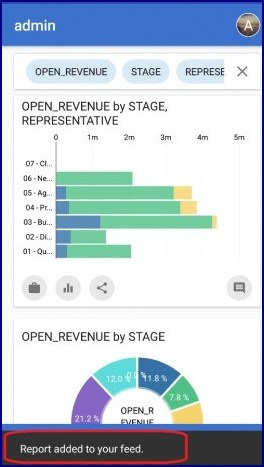 admin
A
OPEN_REVENUE STAGE REPRESE
OPEN_REVENUE by STAGE,
REPRESENTATIVE
0 1m 2m 3m 4m 5m
07 - Cl...
06 - Ne...
05 - Ag...
04 - Pr...
03 - Bu...
02 - Di...
01 - Qu...
OPEN_REVENUE by STAGE
12.0 % 0.0 % 11.8 %
21.2 % 7.8 %
OPEN_R
EVENUE
Report added to your feed.